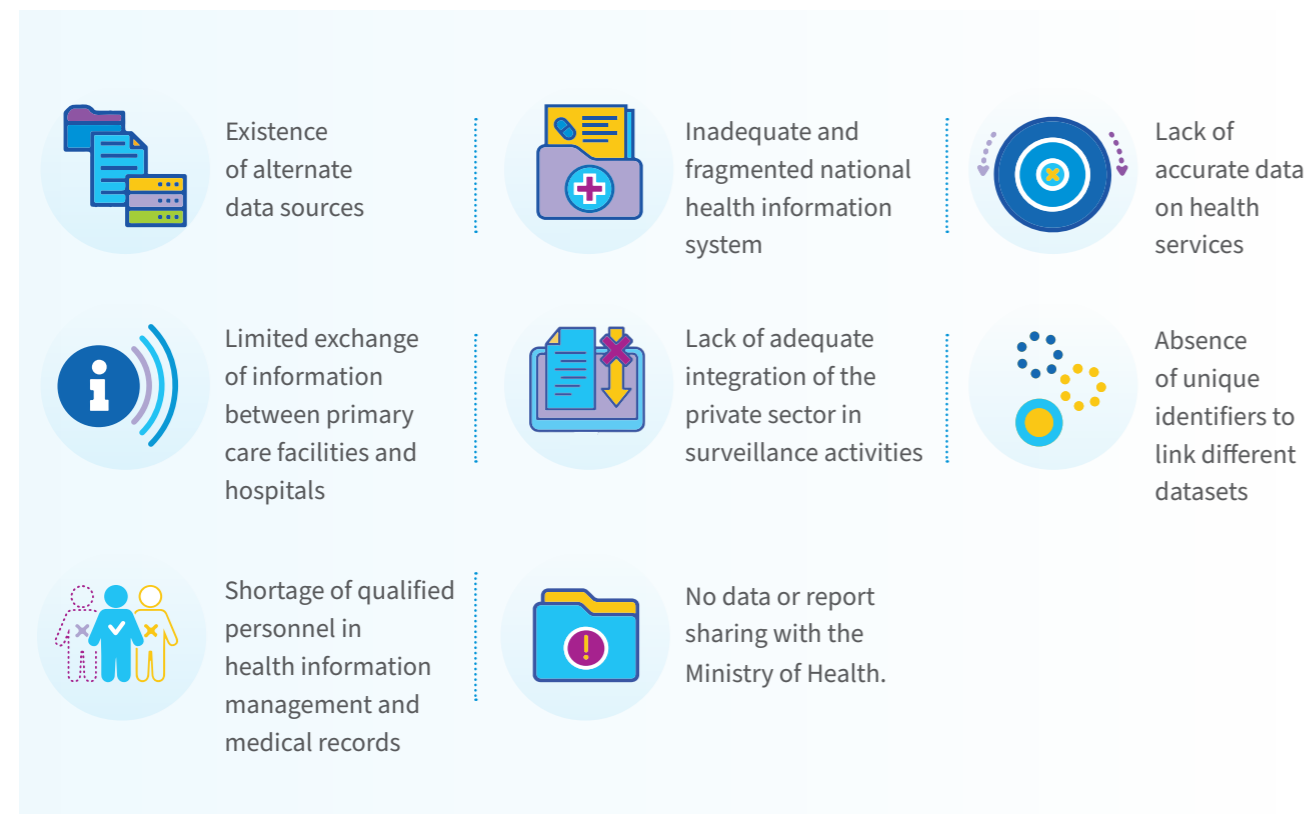 Existence
of alternate
data sources
Inadequate and
fragmented national
health information
system
Lack of
accurate data
on health
services
Limited exchange
of information
between primary
care facilities and
hospitals
Lack of adequate
integration of the
private sector in
surveillance activities
Absence
of unique
identifiers to
link different
datasets
Shortage of qualified
personnel in
health information
management and
medical records
No data or report
sharing with the
Ministry of Health.